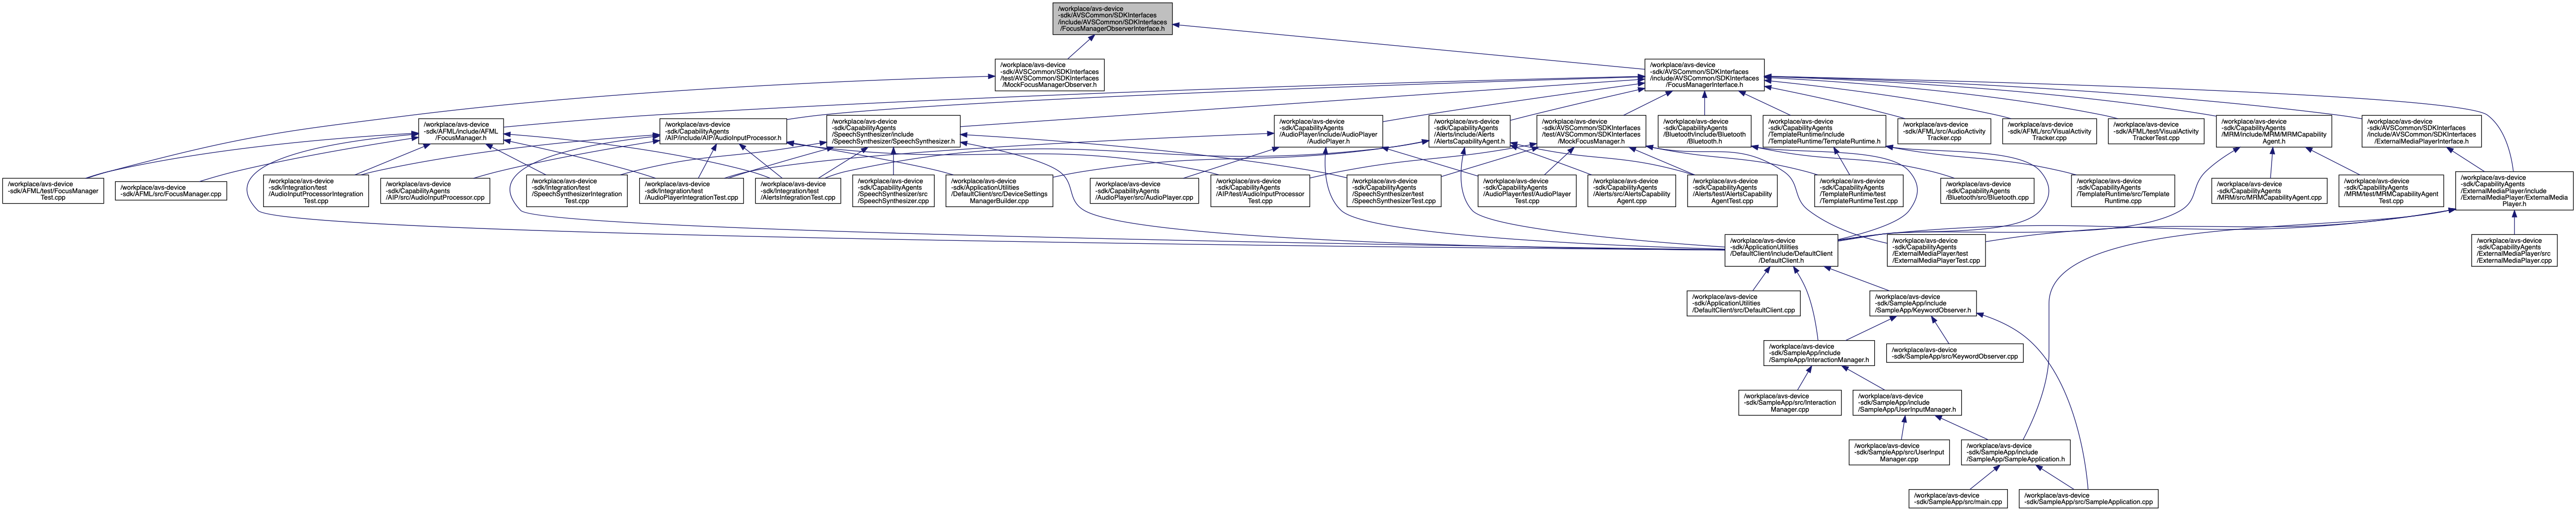 /workplace/avs-device
-sdk/AVSCommon/SDKInterfaces
/include/AVSCommon/SDKInterfaces
/FocusManagerObserverInterface.h
/workplace/avs-device
-sdk/AVSCommon/SDKInterfaces
/test/AVSCommon/SDKInterfaces
/MockFocusManagerObserver.h
/workplace/avs-device
-sdk/AVSCommon/SDKInterfaces
/include/AVSCommon/SDKInterfaces
/FocusManagerInterface.h
/workplace/avs-device
-sdk/AFML/include/AFML
/FocusManager.h
/workplace/avs-device
-sdk/CapabilityAgents
/AIP/include/AIP/AudioInputProcessor.h
/workplace/avs-device
-sdk/CapabilityAgents
/SpeechSynthesizer/include
/SpeechSynthesizer/SpeechSynthesizer.h
/workplace/avs-device
-sdk/CapabilityAgents
/AudioPlayer/include/AudioPlayer
/AudioPlayer.h
/workplace/avs-device
-sdk/CapabilityAgents
/Alerts/include/Alerts
/AlertsCapabilityAgent.h
/workplace/avs-device
-sdk/AVSCommon/SDKInterfaces
/test/AVSCommon/SDKInterfaces
/MockFocusManager.h
/workplace/avs-device
-sdk/CapabilityAgents
/Bluetooth/include/Bluetooth
/Bluetooth.h
/workplace/avs-device
-sdk/CapabilityAgents
/TemplateRuntime/include
/TemplateRuntime/TemplateRuntime.h
/workplace/avs-device
-sdk/AFML/src/AudioActivity
Tracker.cpp
/workplace/avs-device
-sdk/AFML/src/VisualActivity
Tracker.cpp
/workplace/avs-device
-sdk/AFML/test/VisualActivity
TrackerTest.cpp
/workplace/avs-device
-sdk/CapabilityAgents
/MRM/include/MRM/MRMCapability
Agent.h
/workplace/avs-device
-sdk/AVSCommon/SDKInterfaces
/include/AVSCommon/SDKInterfaces
/ExternalMediaPlayerInterface.h
/workplace/avs-device
-sdk/AFML/test/FocusManager
Test.cpp
/workplace/avs-device
-sdk/AFML/src/FocusManager.cpp
/workplace/avs-device
-sdk/Integration/test
/AudioInputProcessorIntegration
Test.cpp
/workplace/avs-device
-sdk/CapabilityAgents
/AIP/src/AudioInputProcessor.cpp
/workplace/avs-device
-sdk/Integration/test
/SpeechSynthesizerIntegration
Test.cpp
/workplace/avs-device
-sdk/Integration/test
/AudioPlayerIntegrationTest.cpp
/workplace/avs-device
-sdk/Integration/test
/AlertsIntegrationTest.cpp
/workplace/avs-device
-sdk/CapabilityAgents
/SpeechSynthesizer/src
/SpeechSynthesizer.cpp
/workplace/avs-device
-sdk/ApplicationUtilities
/DefaultClient/src/DeviceSettings
ManagerBuilder.cpp
/workplace/avs-device
-sdk/CapabilityAgents
/AudioPlayer/src/AudioPlayer.cpp
/workplace/avs-device
-sdk/CapabilityAgents
/AIP/test/AudioInputProcessor
Test.cpp
/workplace/avs-device
-sdk/CapabilityAgents
/SpeechSynthesizer/test
/SpeechSynthesizerTest.cpp
/workplace/avs-device
-sdk/CapabilityAgents
/AudioPlayer/test/AudioPlayer
Test.cpp
/workplace/avs-device
-sdk/CapabilityAgents
/Alerts/src/AlertsCapability
Agent.cpp
/workplace/avs-device
-sdk/CapabilityAgents
/Alerts/test/AlertsCapability
AgentTest.cpp
/workplace/avs-device
-sdk/CapabilityAgents
/TemplateRuntime/test
/TemplateRuntimeTest.cpp
/workplace/avs-device
-sdk/CapabilityAgents
/Bluetooth/src/Bluetooth.cpp
/workplace/avs-device
-sdk/CapabilityAgents
/TemplateRuntime/src/Template
Runtime.cpp
/workplace/avs-device
-sdk/CapabilityAgents
/MRM/src/MRMCapabilityAgent.cpp
/workplace/avs-device
-sdk/CapabilityAgents
/MRM/test/MRMCapabilityAgent
Test.cpp
/workplace/avs-device
-sdk/CapabilityAgents
/ExternalMediaPlayer/include
/ExternalMediaPlayer/ExternalMedia
Player.h
/workplace/avs-device
-sdk/ApplicationUtilities
/DefaultClient/include/DefaultClient
/DefaultClient.h
/workplace/avs-device
-sdk/CapabilityAgents
/ExternalMediaPlayer/test
/ExternalMediaPlayerTest.cpp
/workplace/avs-device
-sdk/CapabilityAgents
/ExternalMediaPlayer/src
/ExternalMediaPlayer.cpp
/workplace/avs-device
-sdk/ApplicationUtilities
/DefaultClient/src/DefaultClient.cpp
/workplace/avs-device
-sdk/SampleApp/include
/SampleApp/KeywordObserver.h
/workplace/avs-device
-sdk/SampleApp/include
/SampleApp/InteractionManager.h
/workplace/avs-device
-sdk/SampleApp/src/KeywordObserver.cpp
/workplace/avs-device
-sdk/SampleApp/src/Interaction
Manager.cpp
/workplace/avs-device
-sdk/SampleApp/include
/SampleApp/UserInputManager.h
/workplace/avs-device
-sdk/SampleApp/src/UserInput
Manager.cpp
/workplace/avs-device
-sdk/SampleApp/include
/SampleApp/SampleApplication.h
/workplace/avs-device
-sdk/SampleApp/src/main.cpp
/workplace/avs-device
-sdk/SampleApp/src/SampleApplication.cpp